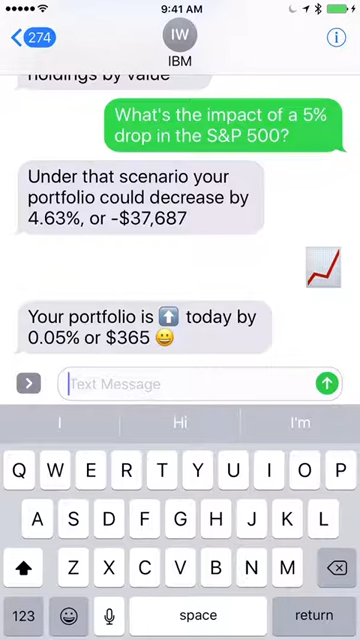 9:41 AM
274
IW
IBM
holdings by value
What's the impact of a 5%
drop in the S&P 500?
Under that scenario your
portfolio could decrease by
4.63%, or -$37,687
Your portfolio is ⬆️ today by
0.05% or $365 😀
Text Message
I Hi I'm
Q W E R T Y U I O P
A S D F G H J K L
Z X C V B N M
123 space return